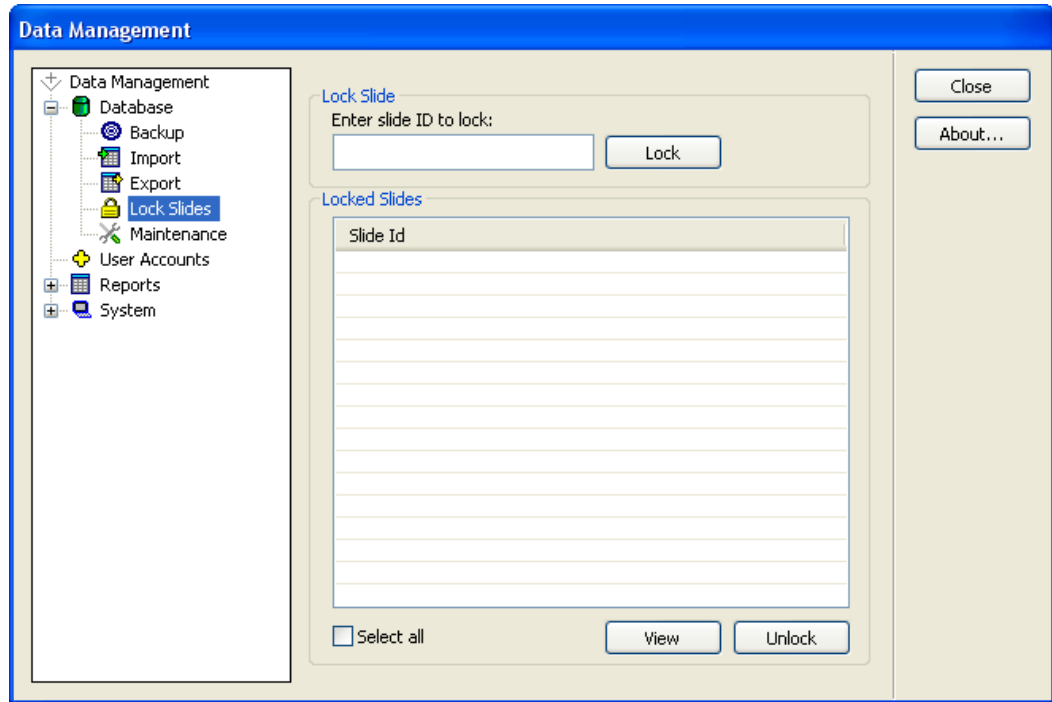 Data Management
Data Management
Database
Backup
Import
Export
Lock Slides
Maintenance
User Accounts
Reports
System
Lock Slide
Enter slide ID to lock:
Lock
Locked Slides
Slide Id
Select all
View
Unlock
Close
About...